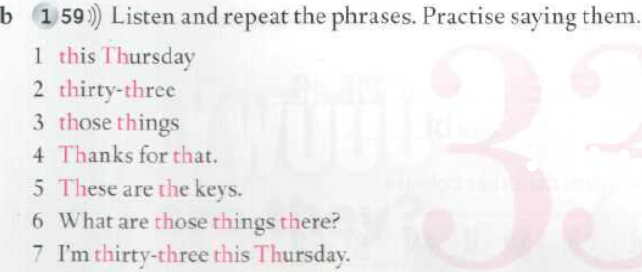 b 1 59 Listen and repeat the phrases. Practise saying them.
1 this Thursday
2 thirty-three
3 those things
4 Thanks for that.
5 These are the keys.
6 What are those things there?
7 I'm thirty-three this Thursday.